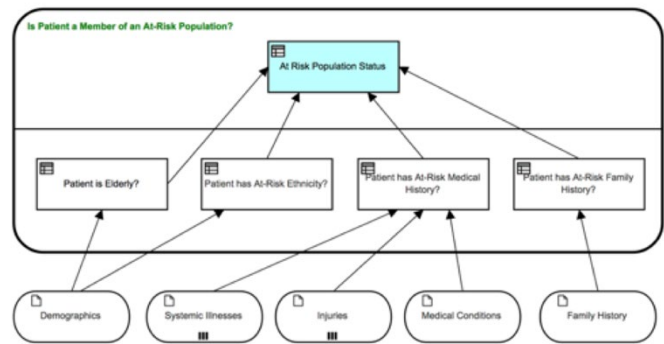 Is Patient a Member of an At-Risk Population?
At Risk Population Status
Patient is Elderly?
Patient has At-Risk Ethnicity?
Patient has At-Risk Medical
History?
Patient has At-Risk Family
History?
Demographics
Systemic Illnesses
Injuries
Medical Conditions
Family History